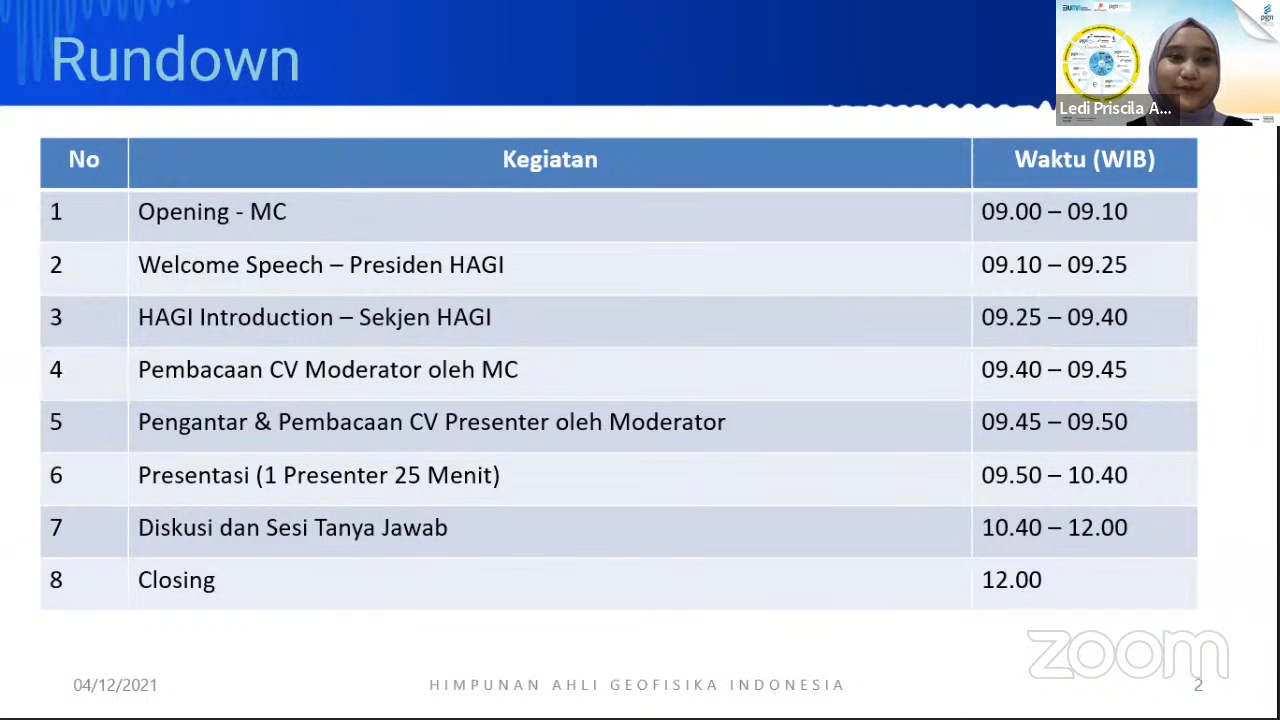 Rundown
pgn
Ledi Priscila A...
No Kegiatan Waktu (WIB)
1 Opening - MC 09.00 – 09.10
2 Welcome Speech – Presiden HAGI 09.10 – 09.25
3 HAGI Introduction – Sekjen HAGI 09.25 – 09.40
4 Pembacaan CV Moderator oleh MC 09.40 – 09.45
5 Pengantar & Pembacaan CV Presenter oleh Moderator 09.45 – 09.50
6 Presentasi (1 Presenter 25 Menit) 09.50 – 10.40
7 Diskusi dan Sesi Tanya Jawab 10.40 – 12.00
8 Closing 12.00
zoom
04/12/2021 HIMPUNAN AHLI GEOFISIKA INDONESIA 2